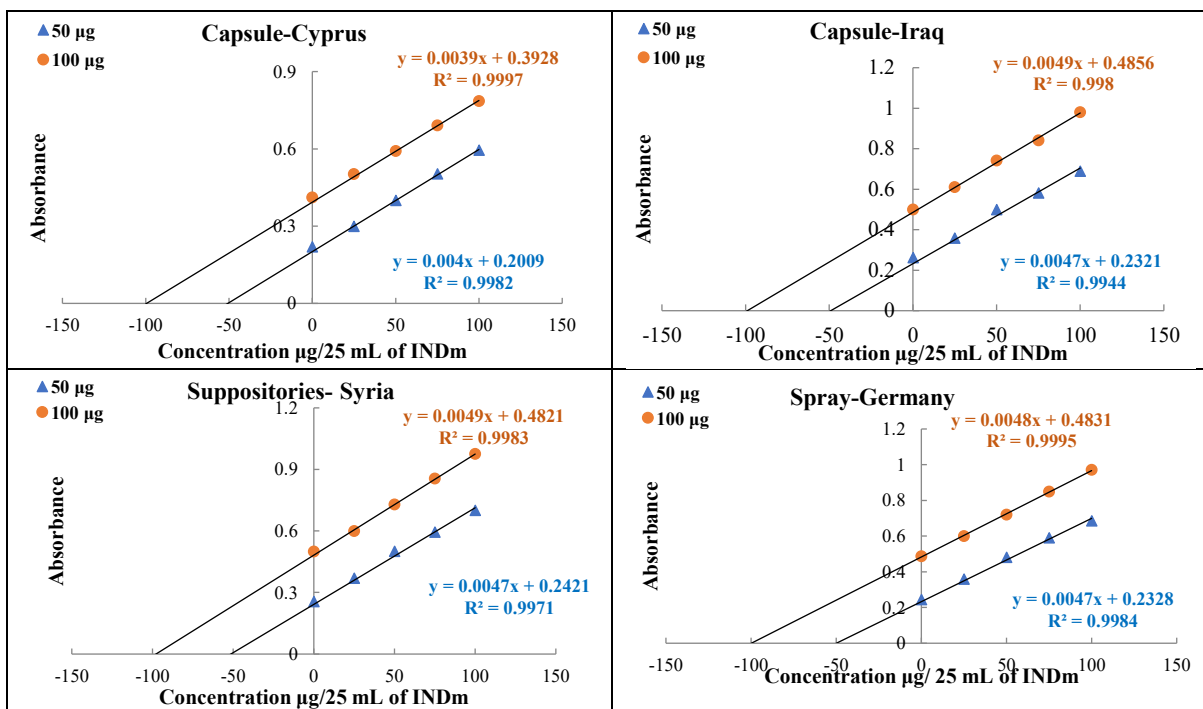 50 µg
100 µg
Capsule-Cyprus
y = 0.0039x + 0.3928
R² = 0.9997
0.9
0.6
0.3
0
Absorbance
y = 0.004x + 0.2009
R² = 0.9982
-150 -100 -50 0 50 100 150
Concentration µg/25 mL of INDm
50 µg
100 µg
Capsule-Iraq
y = 0.0049x + 0.4856
R² = 0.998
1.2
1
0.8
0.6
0.4
0.2
0
Absorbance
y = 0.0047x + 0.2321
R² = 0.9944
-150 -100 -50 0 50 100 150
Concentration µg/25 mL of INDm
50 µg
100 µg
Suppositories- Syria
y = 0.0049x + 0.4821
R² = 0.9983
1.2
0.9
0.6
0.3
0
Absorbance
y = 0.0047x + 0.2421
R² = 0.9971
-150 -100 -50 0 50 100 150
Concentration µg/25 mL of INDm
50 µg
100 µg
Spray-Germany
y = 0.0048x + 0.4831
R² = 0.9995
1.2
1
0.8
0.6
0.4
0.2
0
Absorbance
y = 0.0047x + 0.2328
R² = 0.9984
-150 -100 -50 0 50 100 150
Concentration µg/ 25 mL of INDm